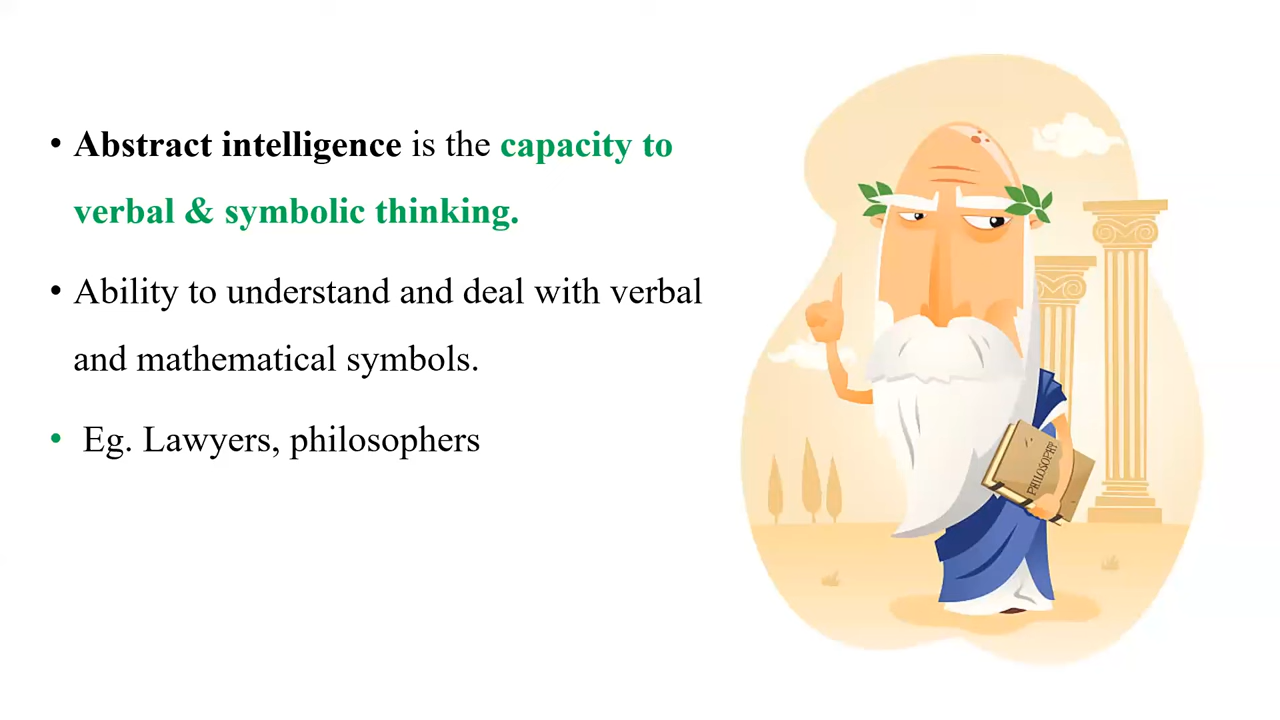 • Abstract intelligence is the capacity to
verbal & symbolic thinking.
• Ability to understand and deal with verbal
and mathematical symbols.
• Eg. Lawyers, philosophers
PHILOSOPHY